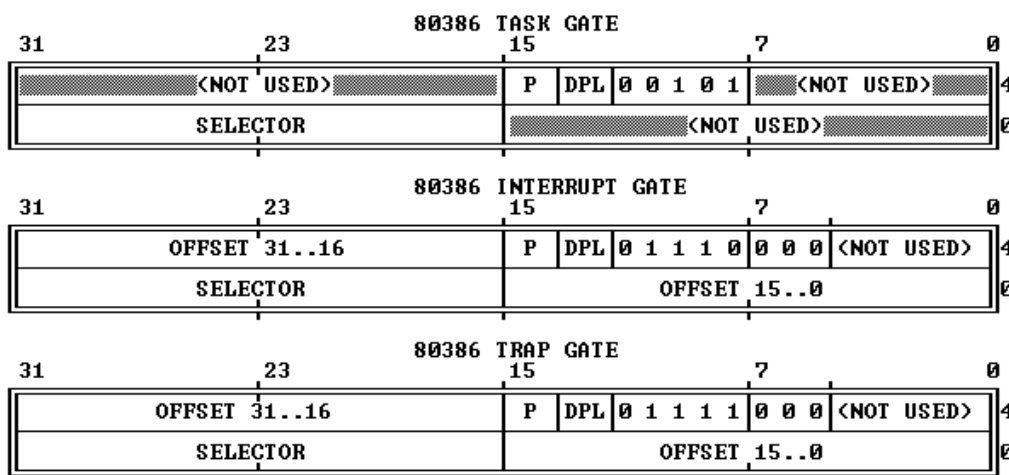 80386 TASK GATE
31 23 15 7 0
(NOT USED) P DPL 0 0 1 0 1 (NOT USED) 4
SELECTOR (NOT USED) 0
80386 INTERRUPT GATE
31 23 15 7 0
OFFSET 31..16 P DPL 0 1 1 1 0 0 0 0 (NOT USED) 4
SELECTOR OFFSET 15..0 0
80386 TRAP GATE
31 23 15 7 0
OFFSET 31..16 P DPL 0 1 1 1 1 0 0 0 (NOT USED) 4
SELECTOR OFFSET 15..0 0